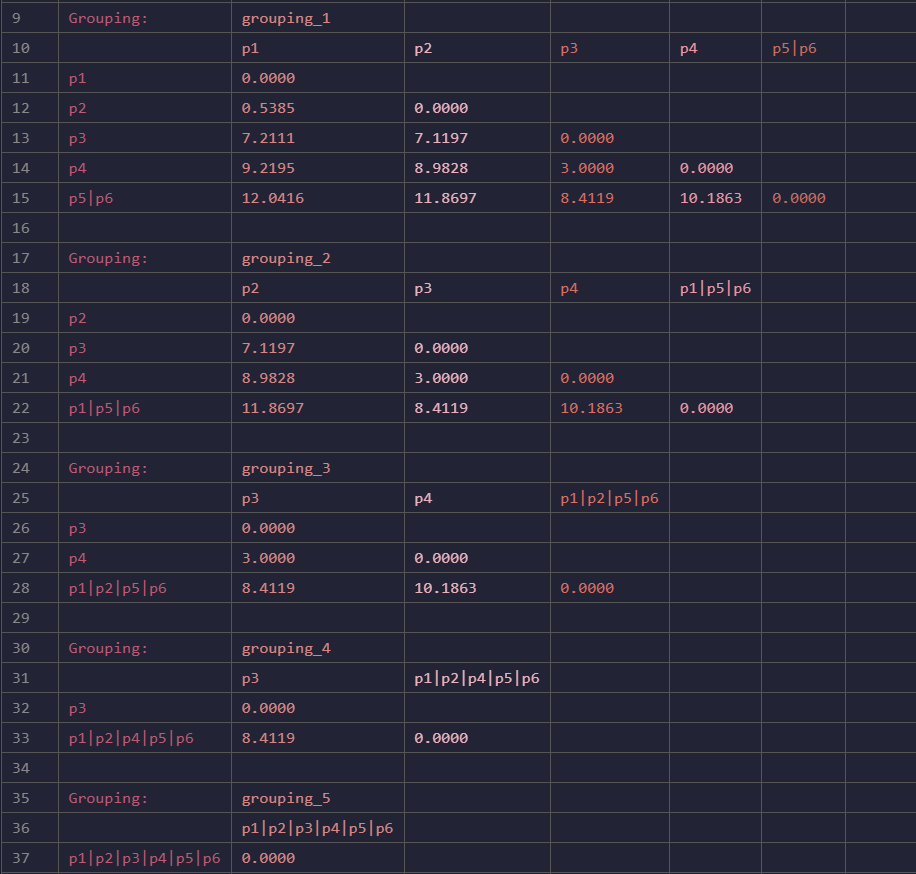 9 Grouping: grouping_1
10 p1 p2 p3 p4 p5|p6
11 p1 0.0000
12 p2 0.5385 0.0000
13 p3 7.2111 7.1197 0.0000
14 p4 9.2195 8.9828 3.0000 0.0000
15 p5|p6 12.0416 11.8697 8.4119 10.1863 0.0000
16
17 Grouping: grouping_2
18 p2 p3 p4 p1|p5|p6
19 p2 0.0000
20 p3 7.1197 0.0000
21 p4 8.9828 3.0000 0.0000
22 p1|p5|p6 11.8697 8.4119 10.1863 0.0000
23
24 Grouping: grouping_3
25 p3 p4 p1|p2|p5|p6
26 p3 0.0000
27 p4 3.0000 0.0000
28 p1|p2|p5|p6 8.4119 10.1863 0.0000
29
30 Grouping: grouping_4
31 p3 p1|p2|p4|p5|p6
32 p3 0.0000
33 p1|p2|p4|p5|p6 8.4119 0.0000
34
35 Grouping: grouping_5
36 p1|p2|p3|p4|p5|p6
37 p1|p2|p3|p4|p5|p6 0.0000